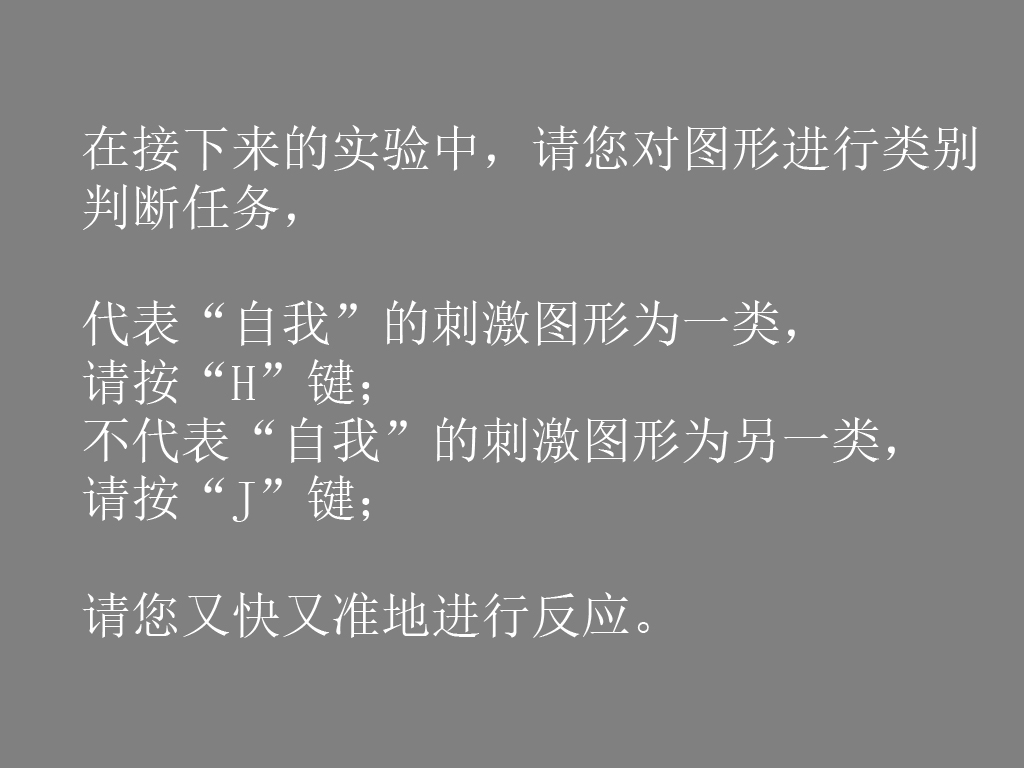 在接下来的实验中，请您对图形进行类别
判断任务，
代表“自我”的刺激图形为一类，
请按“H”键；
不代表“自我”的刺激图形为另一类，
请按“J”键；
请您又快又准地进行反应。